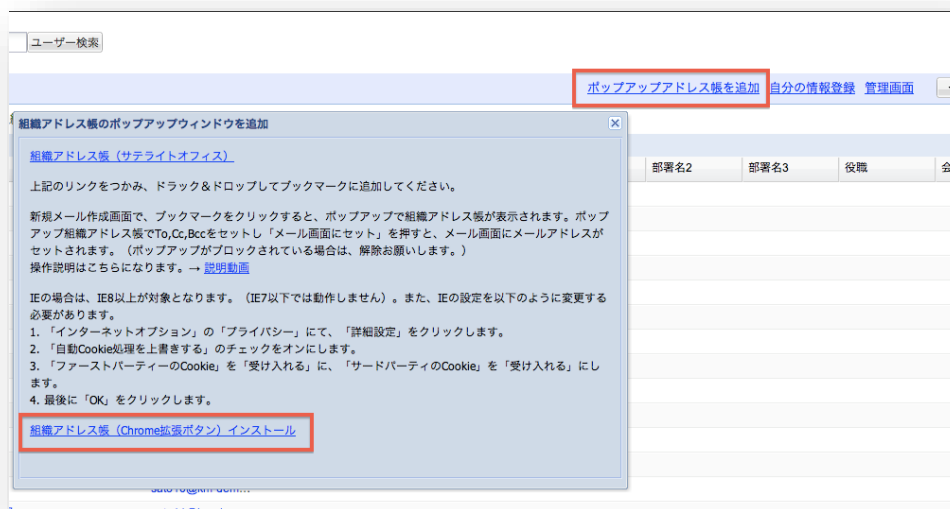 ユーザー検索
ポップアップアドレス帳を追加 自分の情報登録 管理画面
組織アドレス帳のポップアップウィンドウを追加
部署名2 部署名3 役職
組織アドレス帳（サテライトオフィス）
上記のリンクをつかみ、ドラック＆ドロップしてブックマークに追加してください。
新規メール作成画面で、ブックマークをクリックすると、ポップアップで組織アドレス帳が表示されます。ポップ
アップ組織アドレス帳でTo,Cc,Bccをセットし「メール画面にセット」を押すと、メール画面にメールアドレスが
セットされます。（ポップアップがブロックされている場合は、解除お願いします。）
操作説明はこちらになります。→ 説明動画
IEの場合は、IE8以上が対象となります。（IE7以下では動作しません）。また、IEの設定を以下のように変更する
必要があります。
1. 「インターネットオプション」の「プライバシー」にて、「詳細設定」をクリックします。
2. 「自動Cookie処理を上書きする」のチェックをオンにします。
3. 「ファーストパーティーのCookie」を「受け入れる」に、「サードパーティのCookie」を「受け入れる」にし
ます。
4. 最後に「OK」をクリックします。
組織アドレス帳（Chrome拡張ボタン）インストール